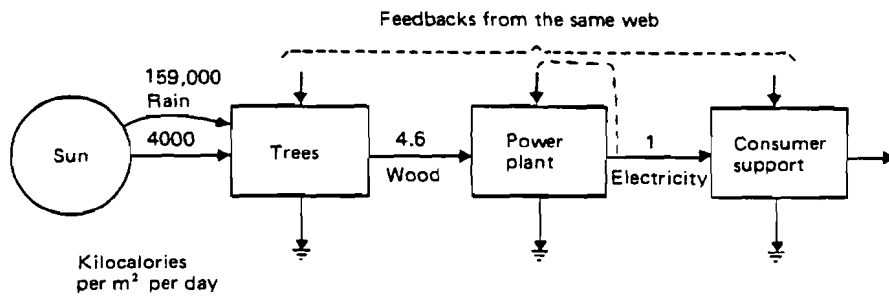 Feedbacks from the same web
159,000
Rain
4000
Sun
Trees
4.6
Wood
Power
plant
1
Electricity
Consumer
support
Kilocalories
per m² per day